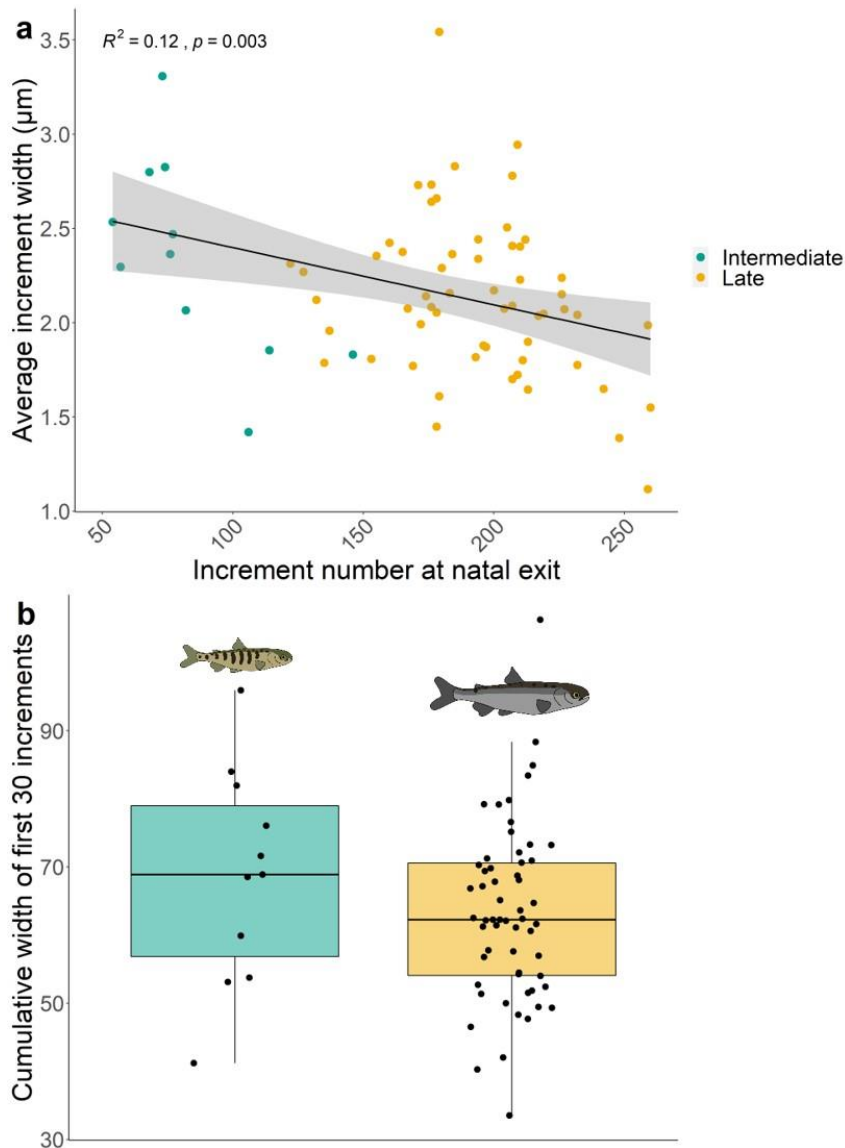 a
R² = 0.12 , p = 0.003
Average increment width (μm)
3.5
3.0
2.5
2.0
1.5
1.0
50
100
150
200
250
Increment number at natal exit
Intermediate
Late
b
Cumulative width of first 30 increments
90
70
50
30